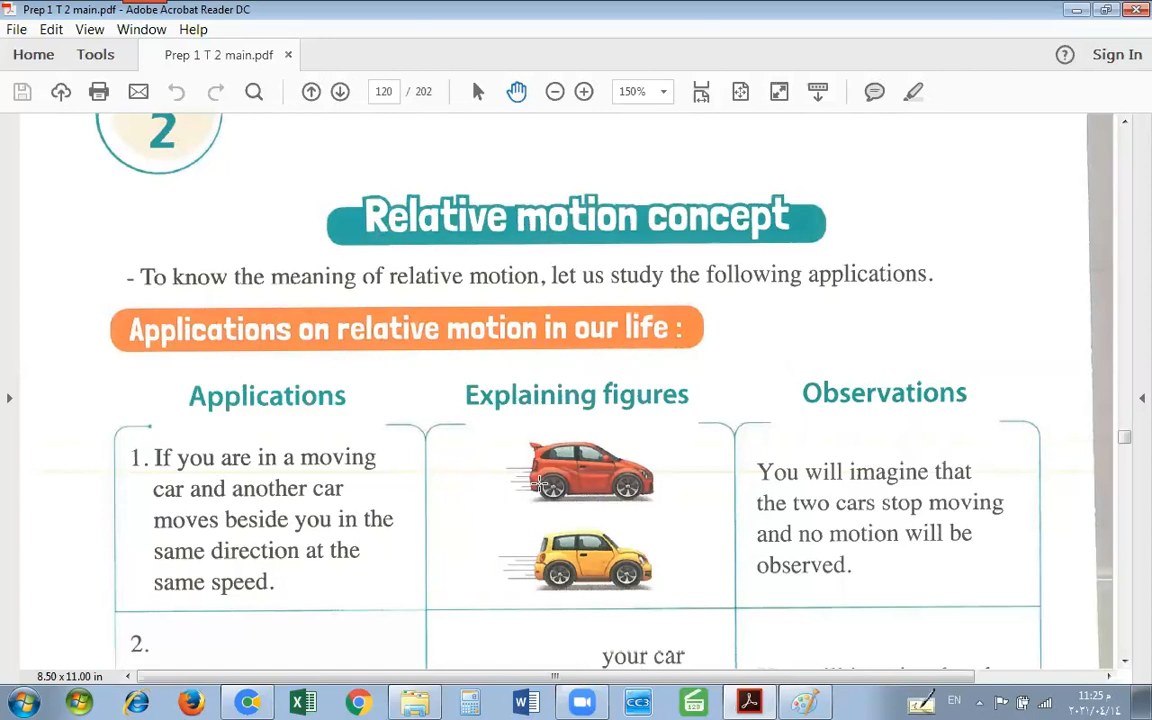 Prep 1 T 2 main.pdf - Adobe Acrobat Reader DC
File Edit View Window Help
Home Tools Prep 1 T 2 main.pdf × Sign In
120 / 202 150%
2
Relative motion concept
- To know the meaning of relative motion, let us study the following applications.
Applications on relative motion in our life :
Applications Explaining figures Observations
1. If you are in a moving
car and another car
moves beside you in the
same direction at the
same speed.
You will imagine that
the two cars stop moving
and no motion will be
observed.
2.
your car
8.50 x 11.00 in
EN
11:25 م
٢٠٢١/٠٤/١٤